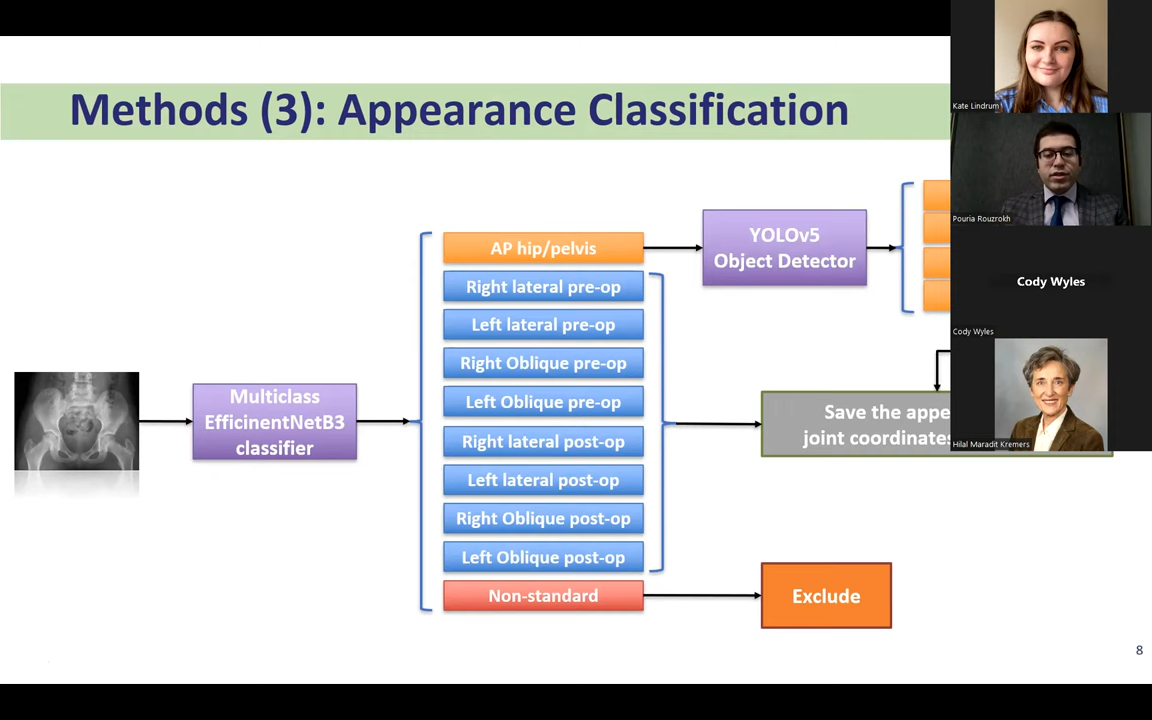 Methods (3): Appearance Classification
Kate Lindrum
Pouria Rouzrokh
Cody Wyles
Cody Wyles
Hilal Maradit Kremers
Multiclass
EfficinentNetB3
classifier
AP hip/pelvis
Right lateral pre-op
Left lateral pre-op
Right Oblique pre-op
Left Oblique pre-op
Right lateral post-op
Left lateral post-op
Right Oblique post-op
Left Oblique post-op
Non-standard
YOLOv5
Object Detector
Save the appe
joint coordinates
Exclude
8